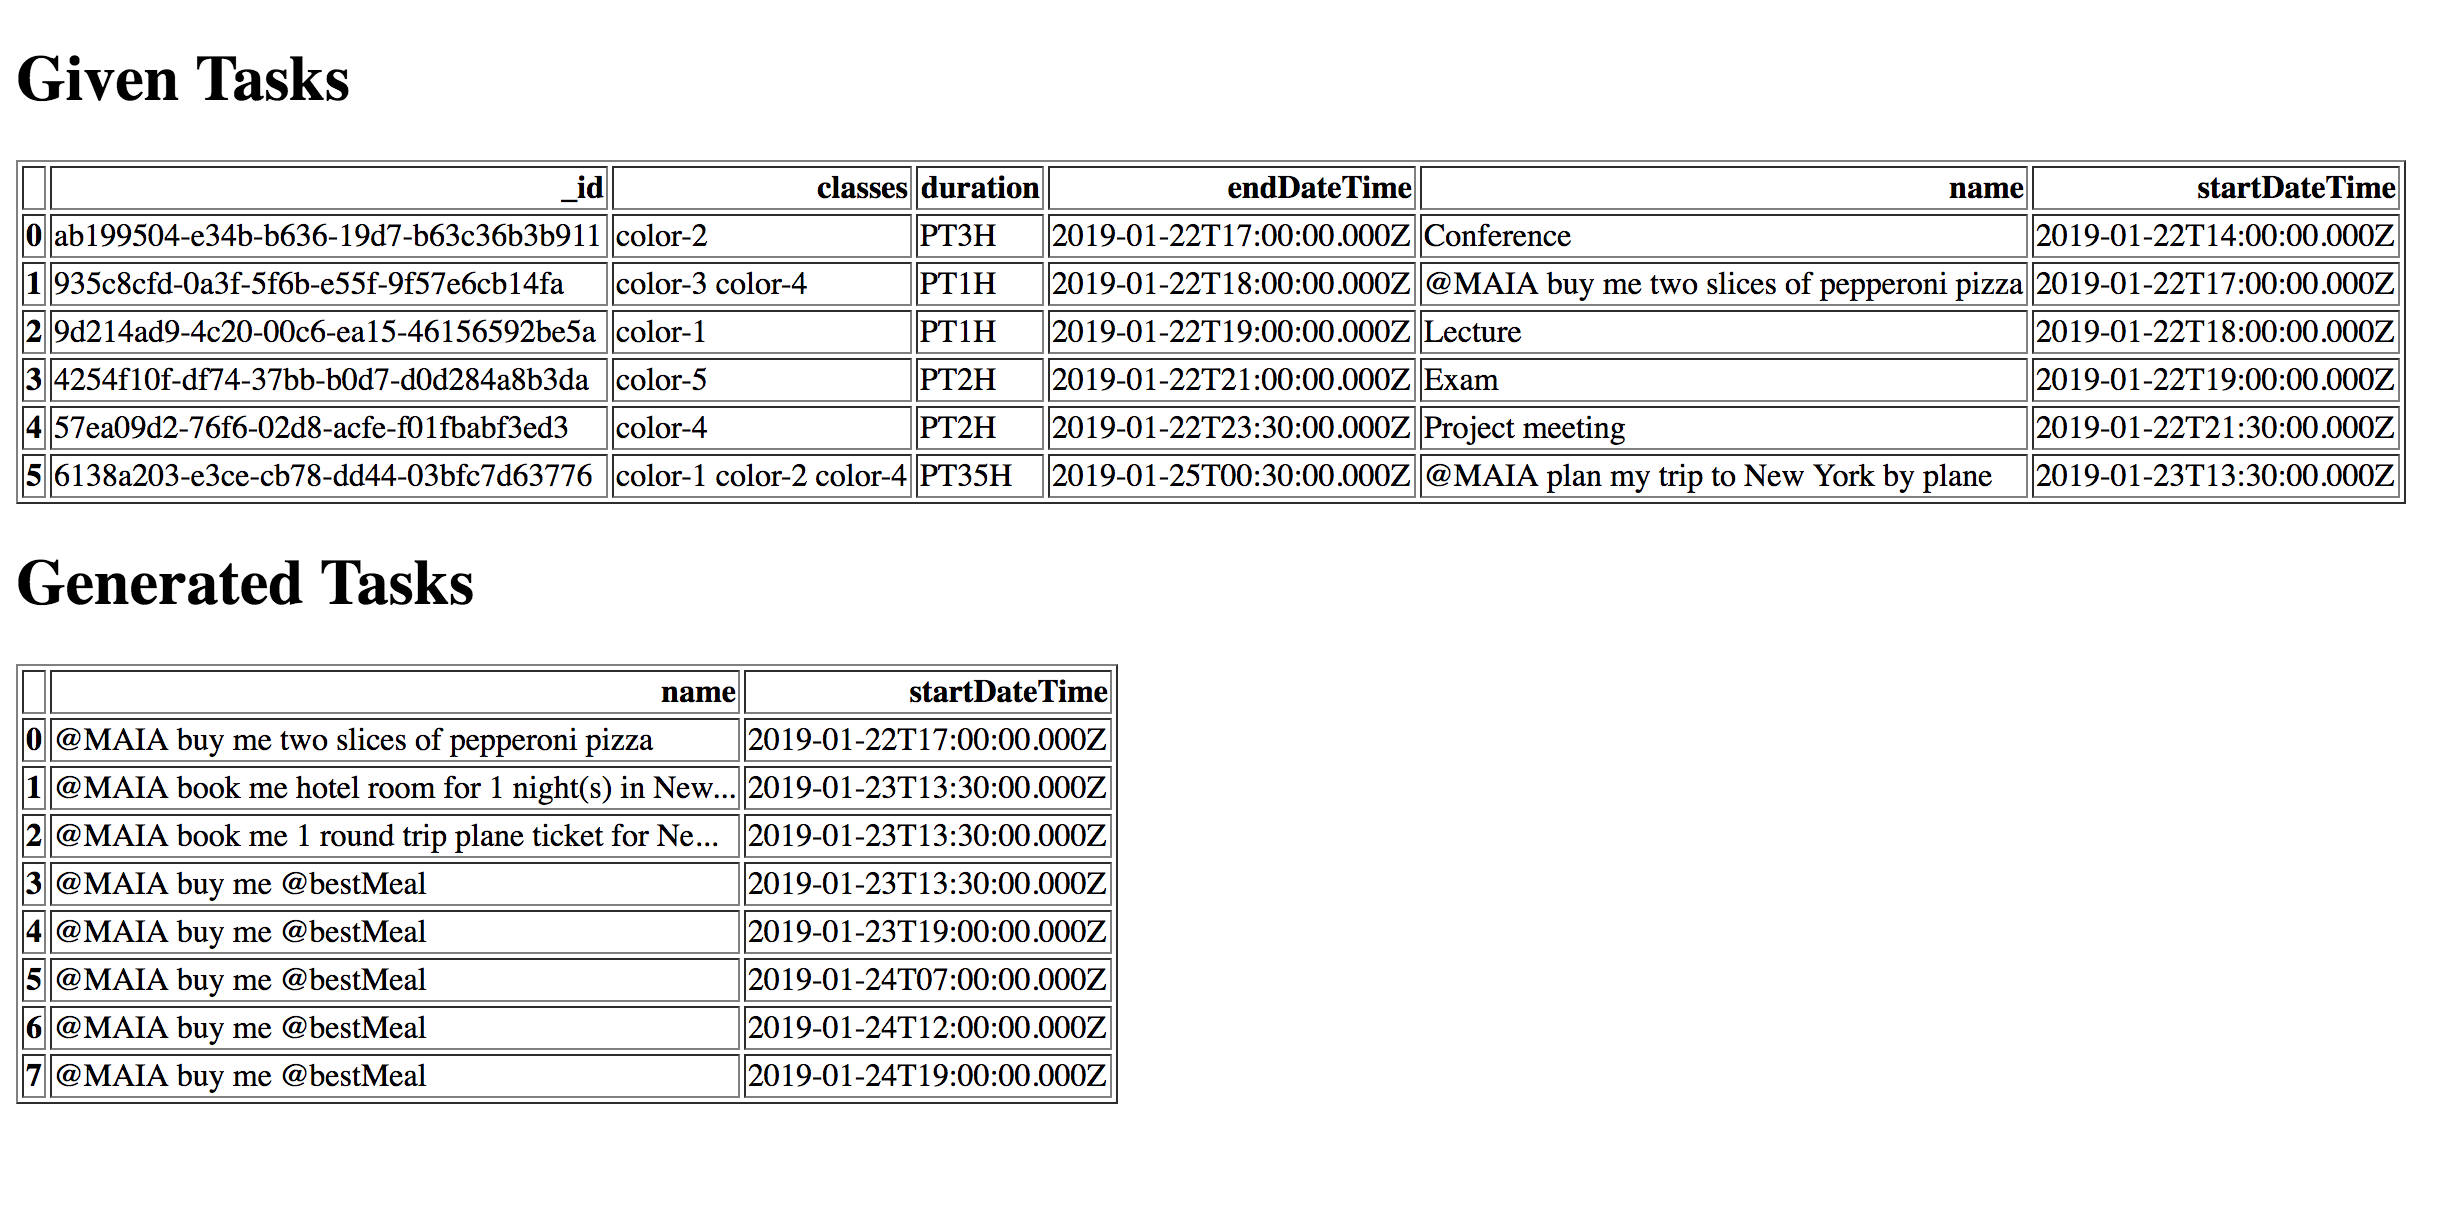 Given Tasks
_id classes duration endDateTime name startDateTime
0 ab199504-e34b-b636-19d7-b63c36b3b911 color-2 PT3H 2019-01-22T17:00:00.000Z Conference 2019-01-22T14:00:00.000Z
1 935c8cfd-0a3f-5f6b-e55f-9f57e6cb14fa color-3 color-4 PT1H 2019-01-22T18:00:00.000Z @MAIA buy me two slices of pepperoni pizza 2019-01-22T17:00:00.000Z
2 9d214ad9-4c20-00c6-ea15-46156592be5a color-1 PT1H 2019-01-22T19:00:00.000Z Lecture 2019-01-22T18:00:00.000Z
3 4254f10f-df74-37bb-b0d7-d0d284a8b3da color-5 PT2H 2019-01-22T21:00:00.000Z Exam 2019-01-22T19:00:00.000Z
4 57ea09d2-76f6-02d8-acfe-f01fbabf3ed3 color-4 PT2H 2019-01-22T23:30:00.000Z Project meeting 2019-01-22T21:30:00.000Z
5 6138a203-e3ce-cb78-dd44-03bfc7d63776 color-1 color-2 color-4 PT35H 2019-01-25T00:30:00.000Z @MAIA plan my trip to New York by plane 2019-01-23T13:30:00.000Z
Generated Tasks
name startDateTime
0 @MAIA buy me two slices of pepperoni pizza 2019-01-22T17:00:00.000Z
1 @MAIA book me hotel room for 1 night(s) in New... 2019-01-23T13:30:00.000Z
2 @MAIA book me 1 round trip plane ticket for Ne... 2019-01-23T13:30:00.000Z
3 @MAIA buy me @bestMeal 2019-01-23T13:30:00.000Z
4 @MAIA buy me @bestMeal 2019-01-23T19:00:00.000Z
5 @MAIA buy me @bestMeal 2019-01-24T07:00:00.000Z
6 @MAIA buy me @bestMeal 2019-01-24T12:00:00.000Z
7 @MAIA buy me @bestMeal 2019-01-24T19:00:00.000Z